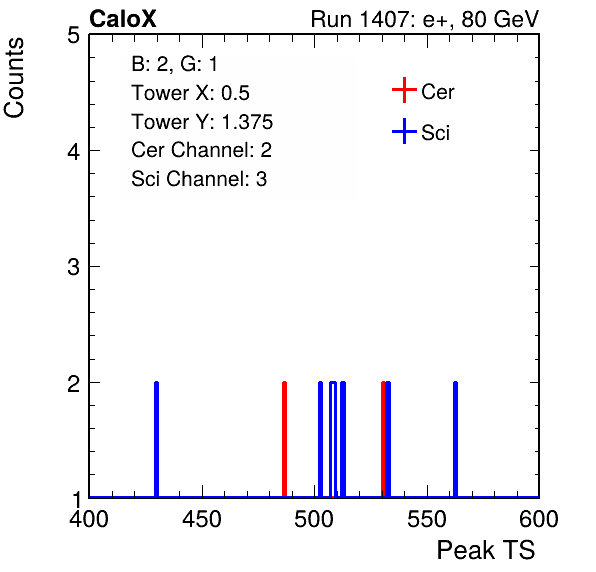 CaloX
Run 1407: e+, 80 GeV
Counts
B: 2, G: 1
Tower X: 0.5
Tower Y: 1.375
Cer Channel: 2
Sci Channel: 3
Cer
Sci
5
4
3
2
1
400 450 500 550 600
Peak TS